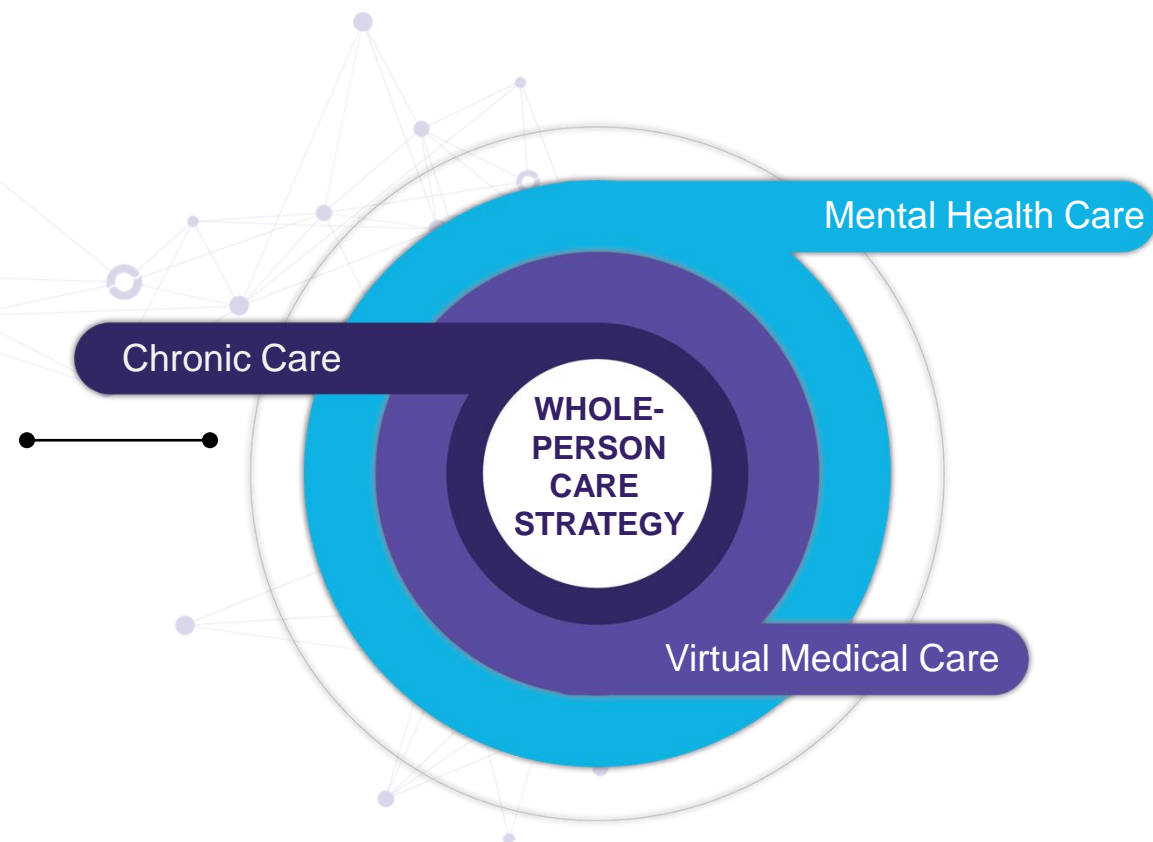 Mental Health Care
Chronic Care
WHOLE-
PERSON
CARE
STRATEGY
Virtual Medical Care